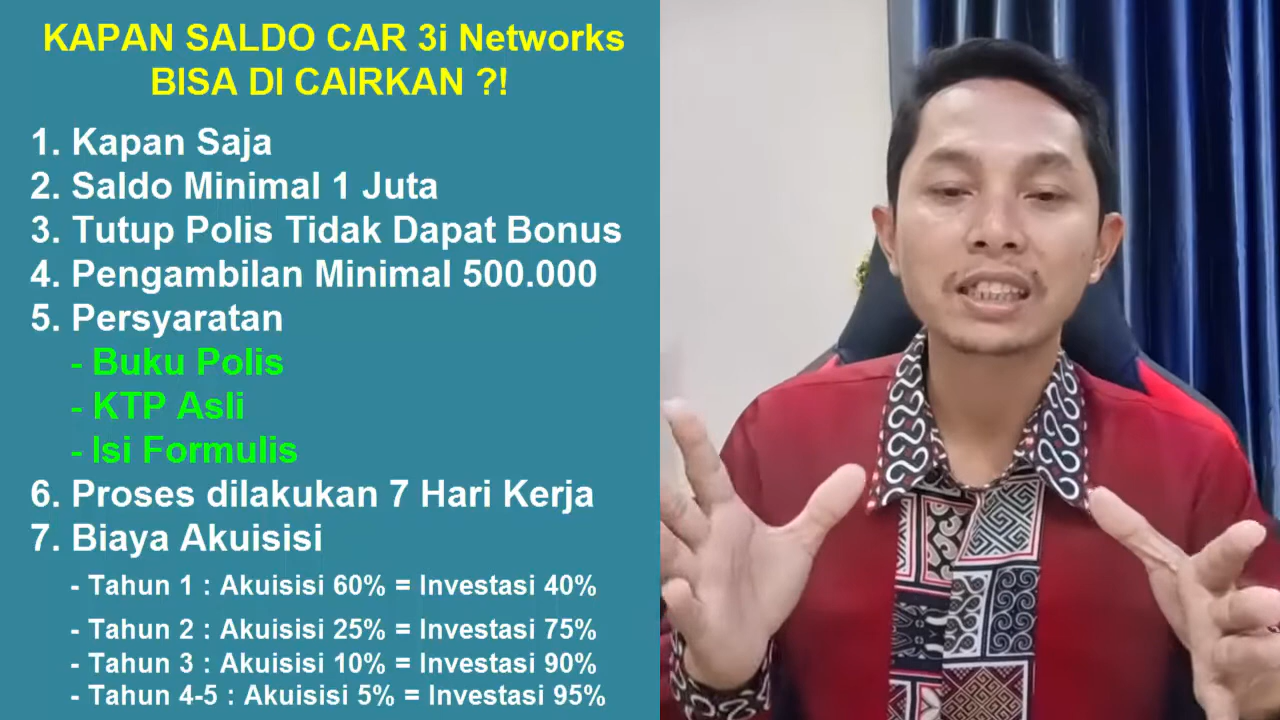 KAPAN SALDO CAR 3i Networks
BISA DI CAIRKAN ?!
1. Kapan Saja
2. Saldo Minimal 1 Juta
3. Tutup Polis Tidak Dapat Bonus
4. Pengambilan Minimal 500.000
5. Persyaratan
- Buku Polis
- KTP Asli
- Isi Formulis
6. Proses dilakukan 7 Hari Kerja
7. Biaya Akuisisi
- Tahun 1 : Akuisisi 60% = Investasi 40%
- Tahun 2 : Akuisisi 25% = Investasi 75%
- Tahun 3 : Akuisisi 10% = Investasi 90%
- Tahun 4-5 : Akuisisi 5% = Investasi 95%